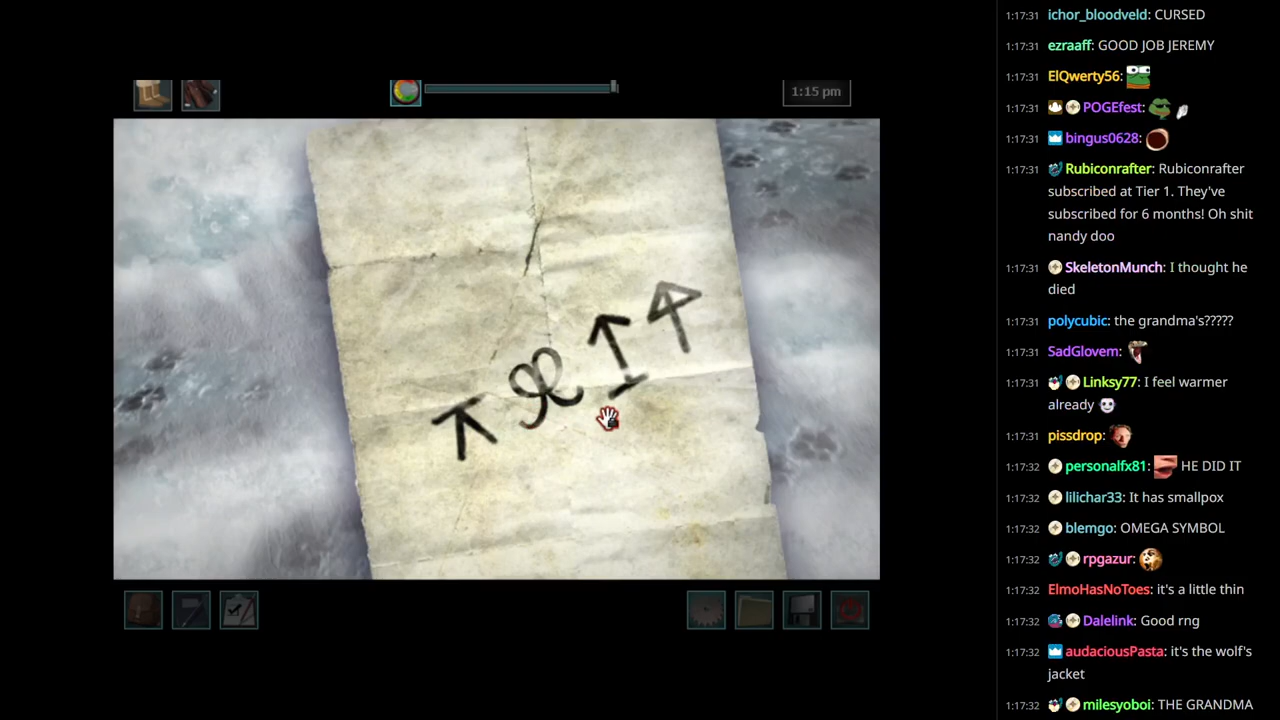 1:15 pm
1:17:31 ichor_bloodveld: CURSED
1:17:31 ezraaff: GOOD JOB JEREMY
1:17:31 ElQwerty56:
1:17:31 POGEfest:
1:17:31 bingus0628:
1:17:31 Rubiconrafter: Rubiconrafter
subscribed at Tier 1. They've
subscribed for 6 months! Oh shit
nandy doo
1:17:31 SkeletonMunch: I thought he
died
1:17:31 polycubic: the grandma's?????
1:17:31 SadGlovem:
1:17:31 Linksy77: I feel warmer
already
1:17:31 pissdrop:
1:17:32 personalfx81: HE DID IT
1:17:32 lilichar33: It has smallpox
1:17:32 blemgo: OMEGA SYMBOL
1:17:32 rpgazur:
1:17:32 ElmoHasNoToes: it's a little thin
1:17:32 Dalelink: Good rng
1:17:32 audaciousPasta: it's the wolf's
jacket
1:17:32 milesyoboi: THE GRANDMA